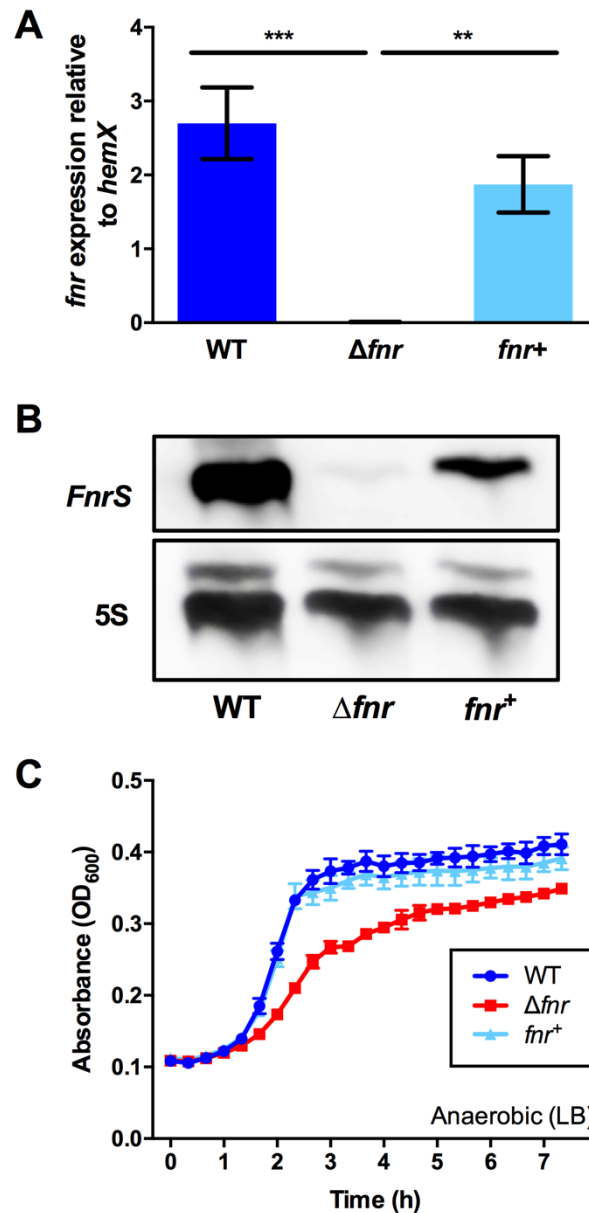 A
fnr expression relative
to hemX
4
3
2
1
0
***
**
WT
Δfnr
fnr+
B
FnrS
5S
WT
Δfnr
fnr⁺
C
Absorbance (OD₆₀₀)
0.5
0.4
0.3
0.2
0.1
0.0
WT
Δfnr
fnr⁺
Anaerobic (LB)
0 1 2 3 4 5 6 7
Time (h)